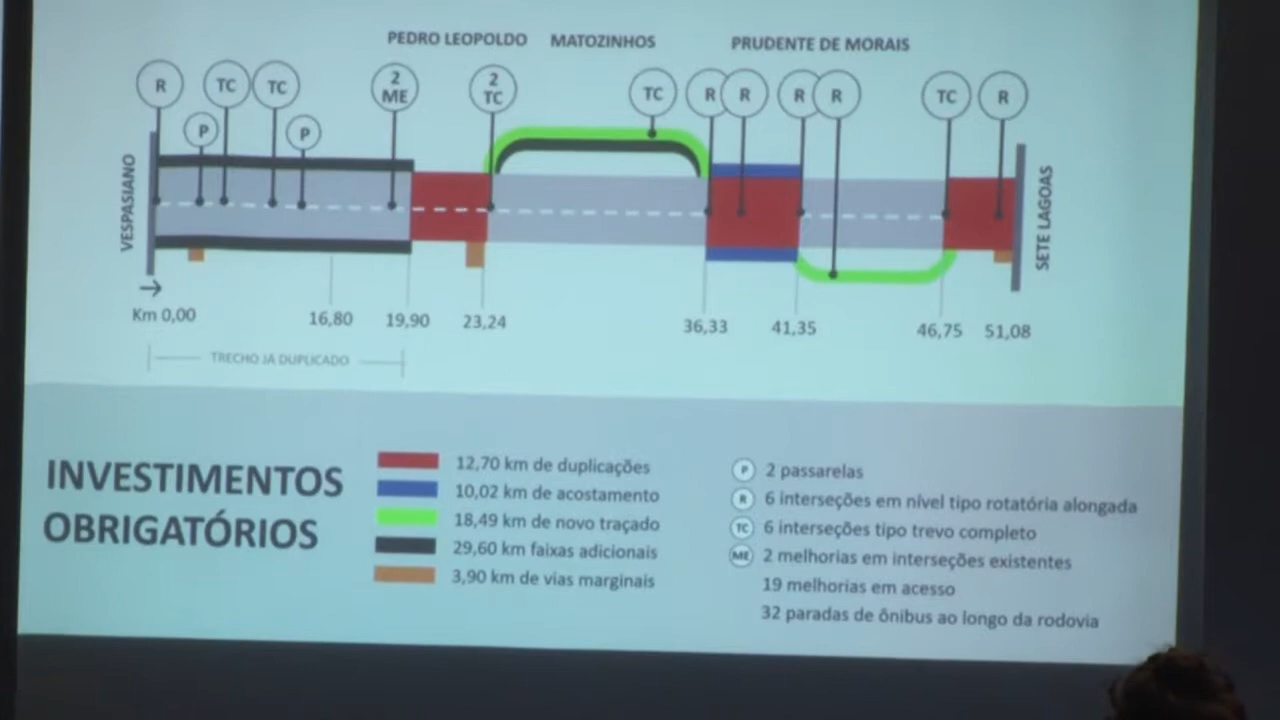 PEDRO LEOPOLDO MATOZINHOS PRUDENTE DE MORAIS
R TC TC 2 ME 2 TC TC R R R R TC R
P P
VESPASIANO
SETE LAGOAS
Km 0,00 16,80 19,90 23,24 36,33 41,35 46,75 51,08
TRECHO JÁ DUPLICADO
INVESTIMENTOS
OBRIGATÓRIOS
12,70 km de duplicações
10,02 km de acostamento
18,49 km de novo traçado
29,60 km faixas adicionais
3,90 km de vias marginais
P 2 passarelas
R 6 interseções em nível tipo rotatória alongada
TC 6 interseções tipo trevo completo
ME 2 melhorias em interseções existentes
19 melhorias em acesso
32 paradas de ônibus ao longo da rodovia